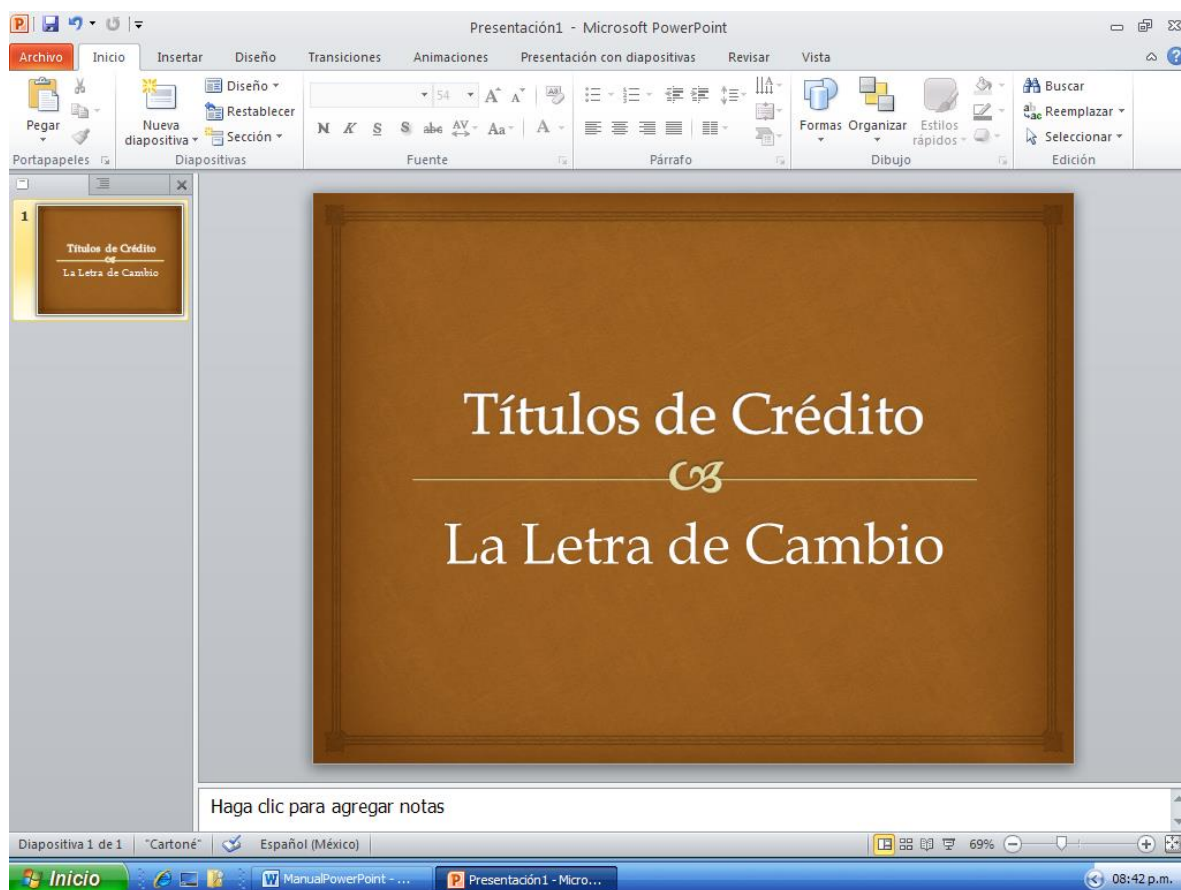 Presentación1 - Microsoft PowerPoint
Archivo Inicio Insertar Diseño Transiciones Animaciones Presentación con diapositivas Revisar Vista
Pegar
Portapapeles
Nueva diapositiva
Diseño
Restablecer
Sección
Diapositivas
54
N K S S abc AV Aa A
Fuente
Párrafo
Formas
Organizar
Estilos rápidos
Dibujo
Buscar
Reemplazar
Seleccionar
Edición
1
Títulos de Crédito
La Letra de Cambio
Títulos de Crédito
La Letra de Cambio
Haga clic para agregar notas
Diapositiva 1 de 1 "Cartoné" Español (México) 69%
Inicio ManualPowerPoint - ... Presentación1 - Micro... 08:42 p.m.